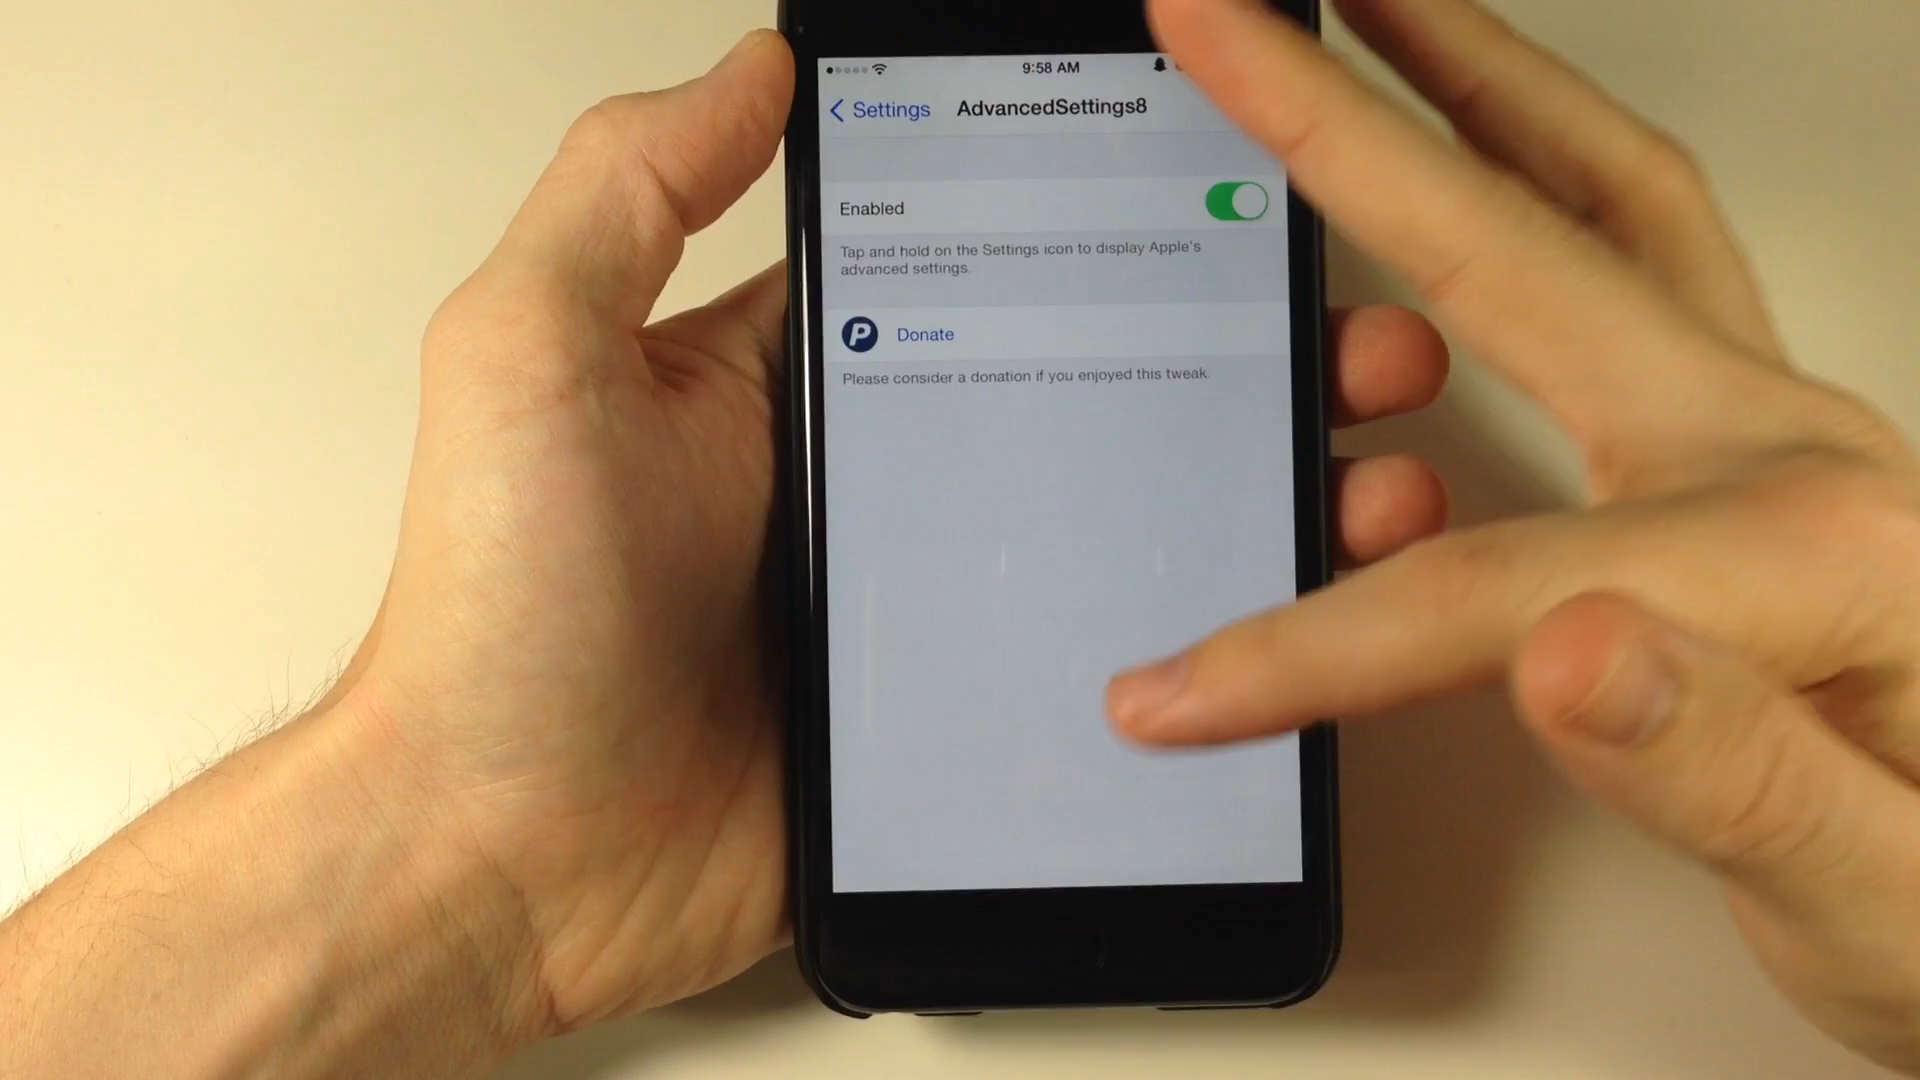 9:58 AM
Settings
AdvancedSettings8
Enabled
Tap and hold on the Settings icon to display Apple's
advanced settings.
P Donate
Please consider a donation if you enjoyed this tweak.